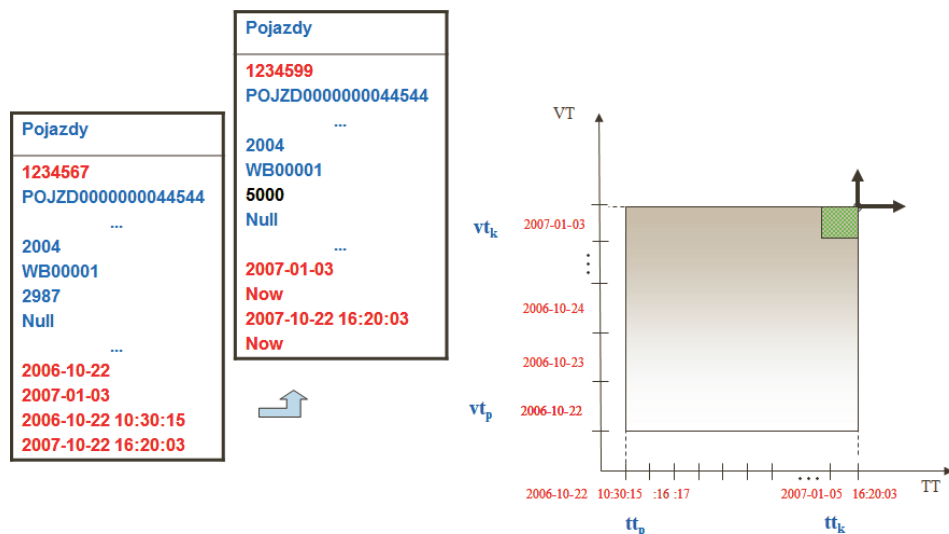 Pojazdy
1234567
POJZD0000000044544
...
2004
WB00001
2987
Null
...
2006-10-22
2007-01-03
2006-10-22 10:30:15
2007-10-22 16:20:03
Pojazdy
1234599
POJZD0000000044544
...
2004
WB00001
5000
Null
...
2007-01-03
Now
2007-10-22 16:20:03
Now
VT
vtk 2007-01-03
...
2006-10-24
2006-10-23
vtp 2006-10-22
...
2006-10-22 10:30:15 :16 :17 2007-01-05 16:20:03 TT
ttp ttk